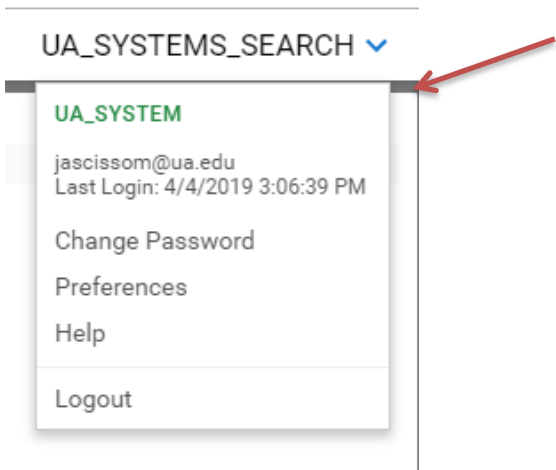 UA_SYSTEMS_SEARCH
UA_SYSTEM
jascissom@ua.edu
Last Login: 4/4/2019 3:06:39 PM
Change Password
Preferences
Help
Logout